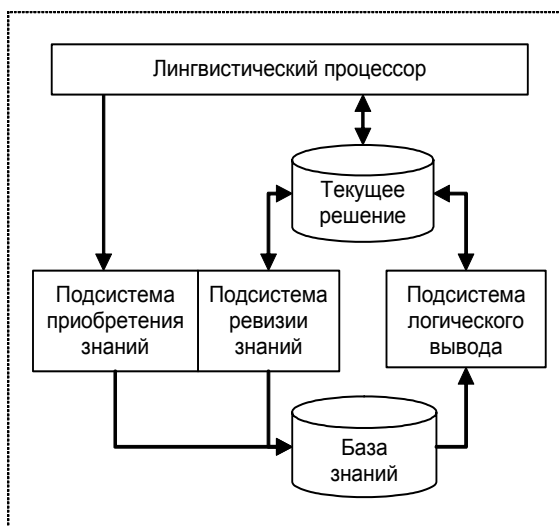 Лингвистический процессор
Текущее
решение
Подсистема
приобретения
знаний
Подсистема
ревизии
знаний
Подсистема
логического
вывода
База
знаний